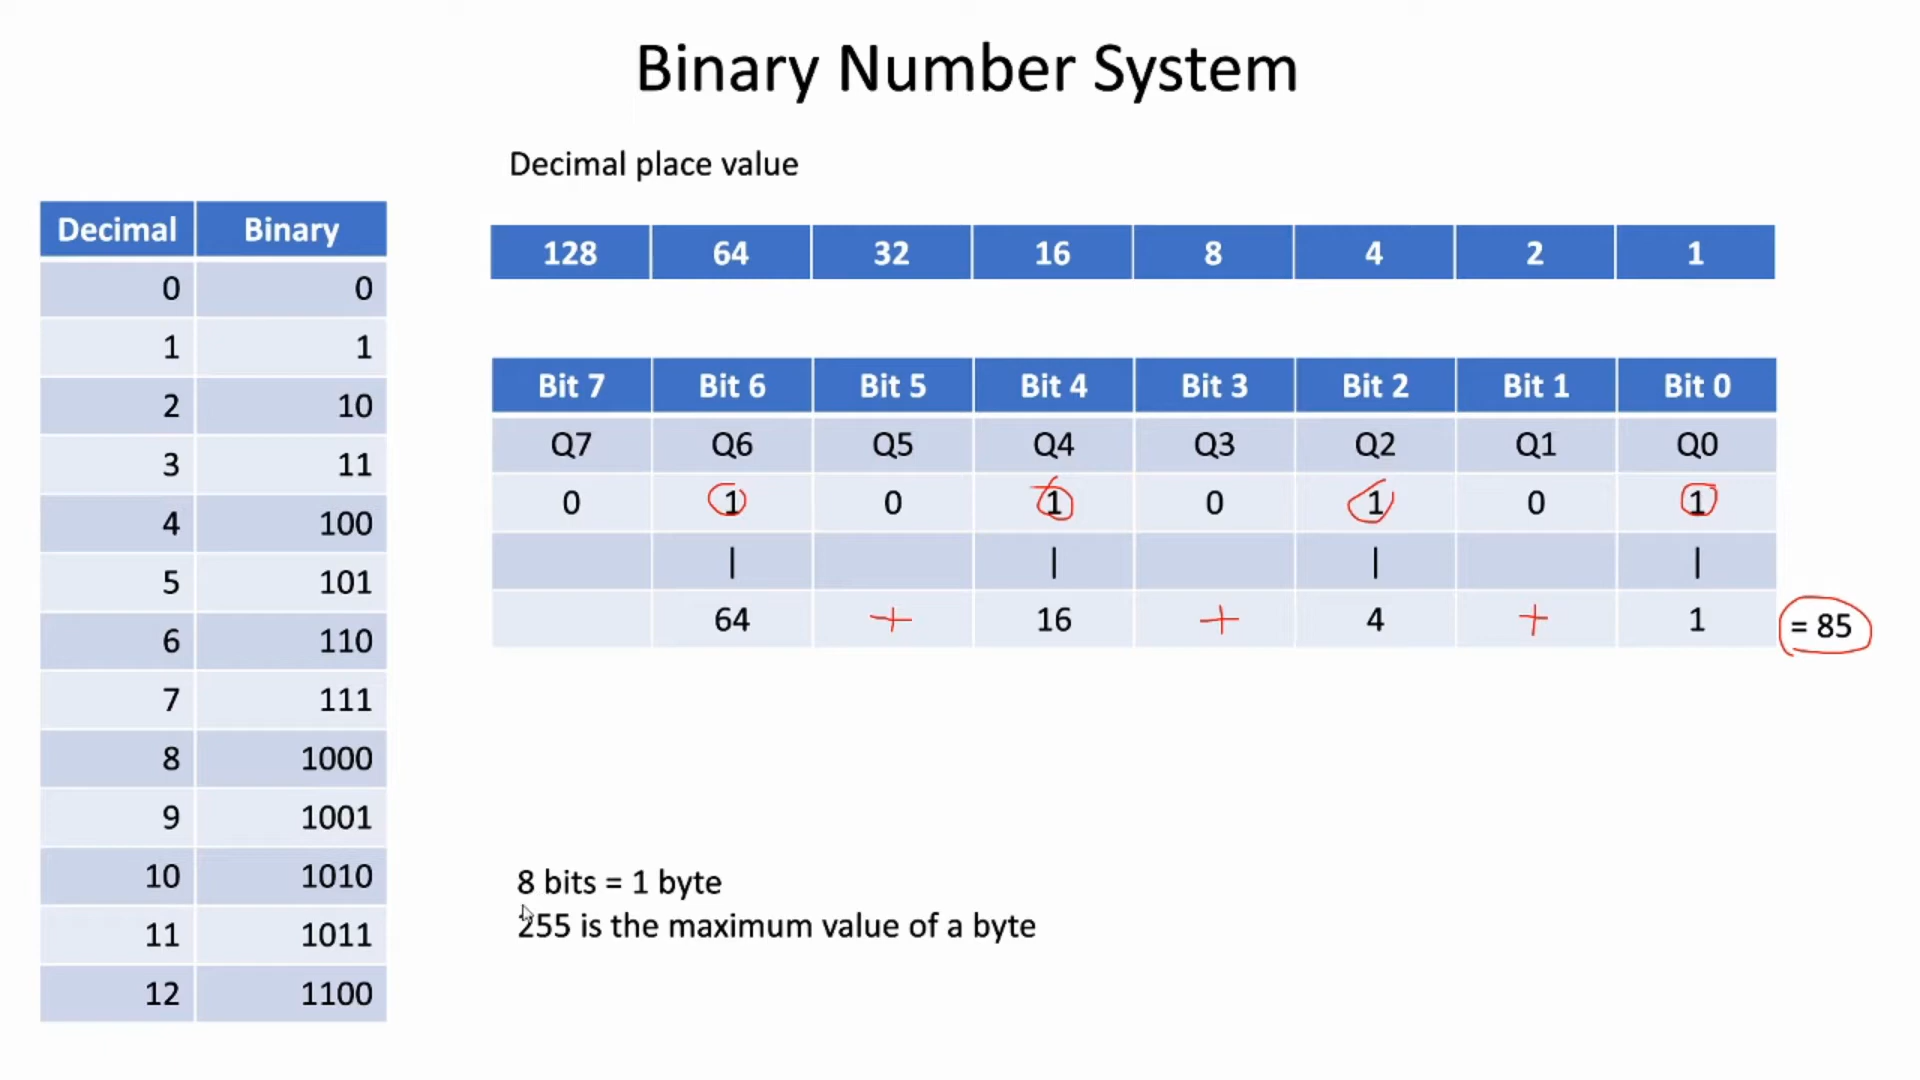 Binary Number System
Decimal place value
Decimal Binary
0 0
1 1
2 10
3 11
4 100
5 101
6 110
7 111
8 1000
9 1001
10 1010
11 1011
12 1100
128 64 32 16 8 4 2 1
Bit 7 Bit 6 Bit 5 Bit 4 Bit 3 Bit 2 Bit 1 Bit 0
Q7 Q6 Q5 Q4 Q3 Q2 Q1 Q0
0 1 0 1 0 1 0 1
| | | |
64 + 16 + 4 + 1 = 85
8 bits = 1 byte
255 is the maximum value of a byte